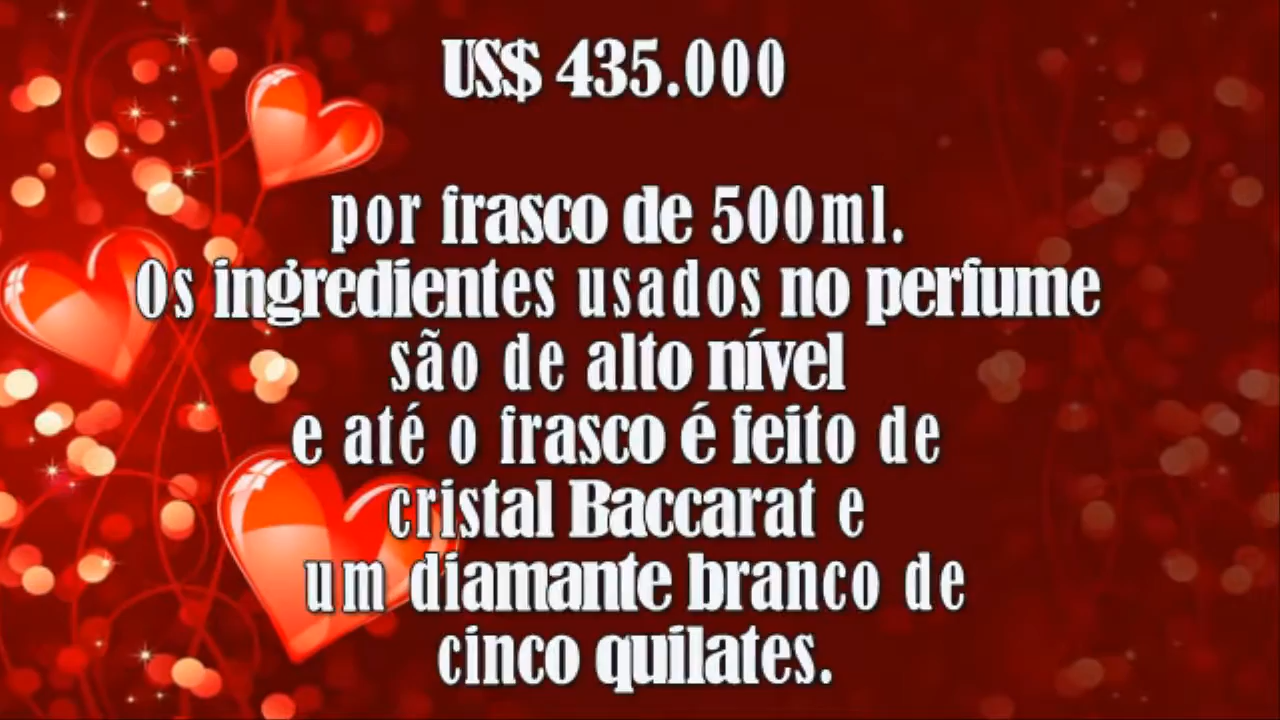 US$ 435.000
por frasco de 500ml.
Os ingredientes usados no perfume
são de alto nível
e até o frasco é feito de
cristal Baccarat e
um diamante branco de
cinco quilates.